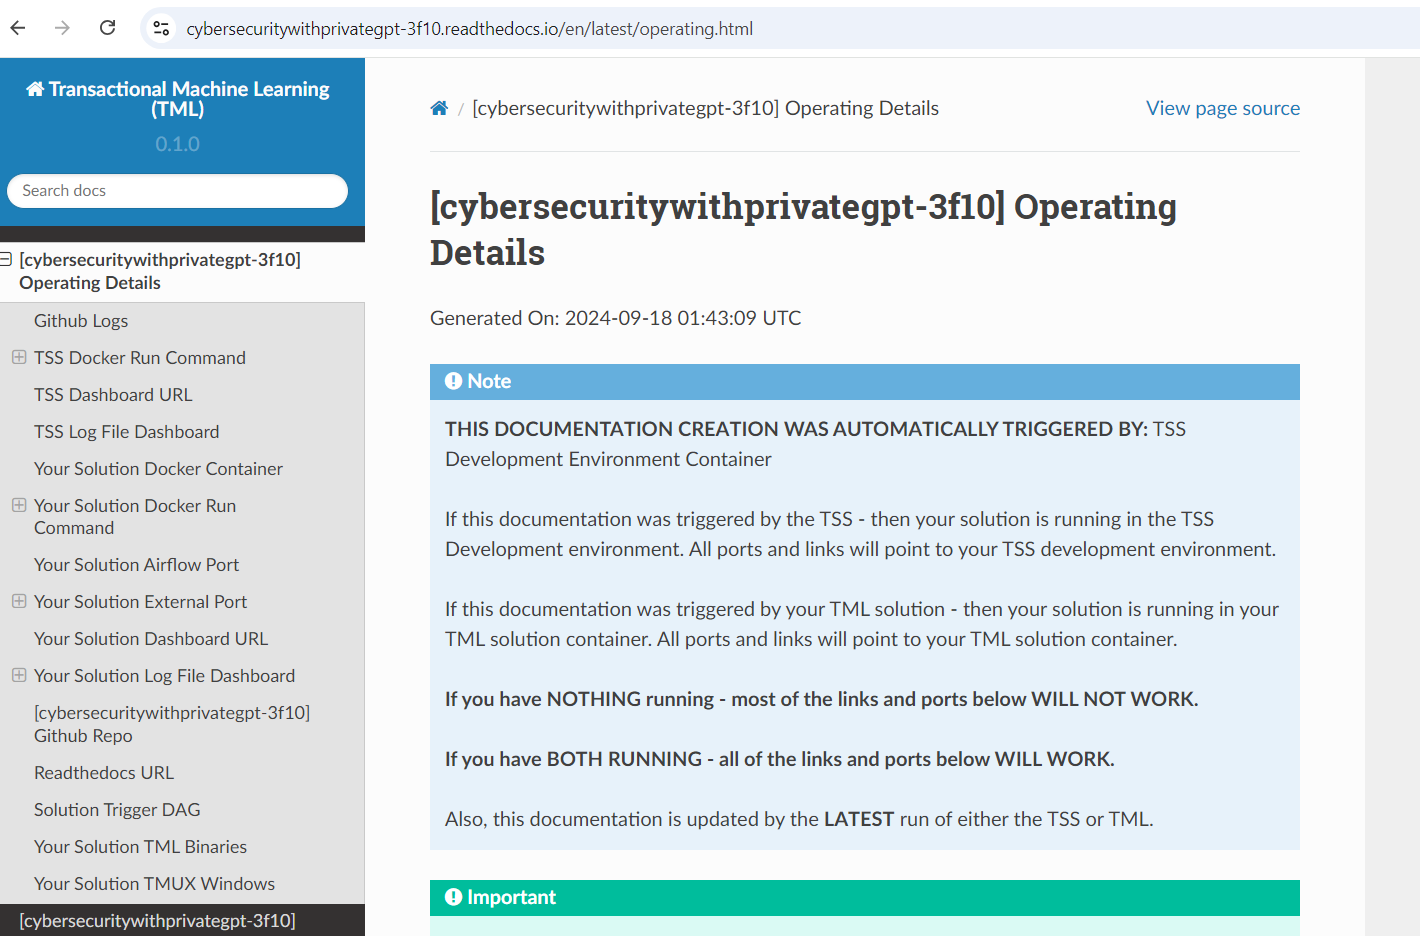 cybersecuritywithprivategpt-3f10.readthedocs.io/en/latest/operating.html
Transactional Machine Learning
(TML)
0.1.0
Search docs
[cybersecuritywithprivategpt-3f10]
Operating Details
Github Logs
TSS Docker Run Command
TSS Dashboard URL
TSS Log File Dashboard
Your Solution Docker Container
Your Solution Docker Run
Command
Your Solution Airflow Port
Your Solution External Port
Your Solution Dashboard URL
Your Solution Log File Dashboard
[cybersecuritywithprivategpt-3f10]
Github Repo
Readthedocs URL
Solution Trigger DAG
Your Solution TML Binaries
Your Solution TMUX Windows
[cybersecuritywithprivategpt-3f10]
/ [cybersecuritywithprivategpt-3f10] Operating Details
View page source
[cybersecuritywithprivategpt-3f10] Operating
Details
Generated On: 2024-09-18 01:43:09 UTC
Note
THIS DOCUMENTATION CREATION WAS AUTOMATICALLY TRIGGERED BY: TSS
Development Environment Container
If this documentation was triggered by the TSS - then your solution is running in the TSS
Development environment. All ports and links will point to your TSS development environment.
If this documentation was triggered by your TML solution - then your solution is running in your
TML solution container. All ports and links will point to your TML solution container.
If you have NOTHING running - most of the links and ports below WILL NOT WORK.
If you have BOTH RUNNING - all of the links and ports below WILL WORK.
Also, this documentation is updated by the LATEST run of either the TSS or TML.
Important